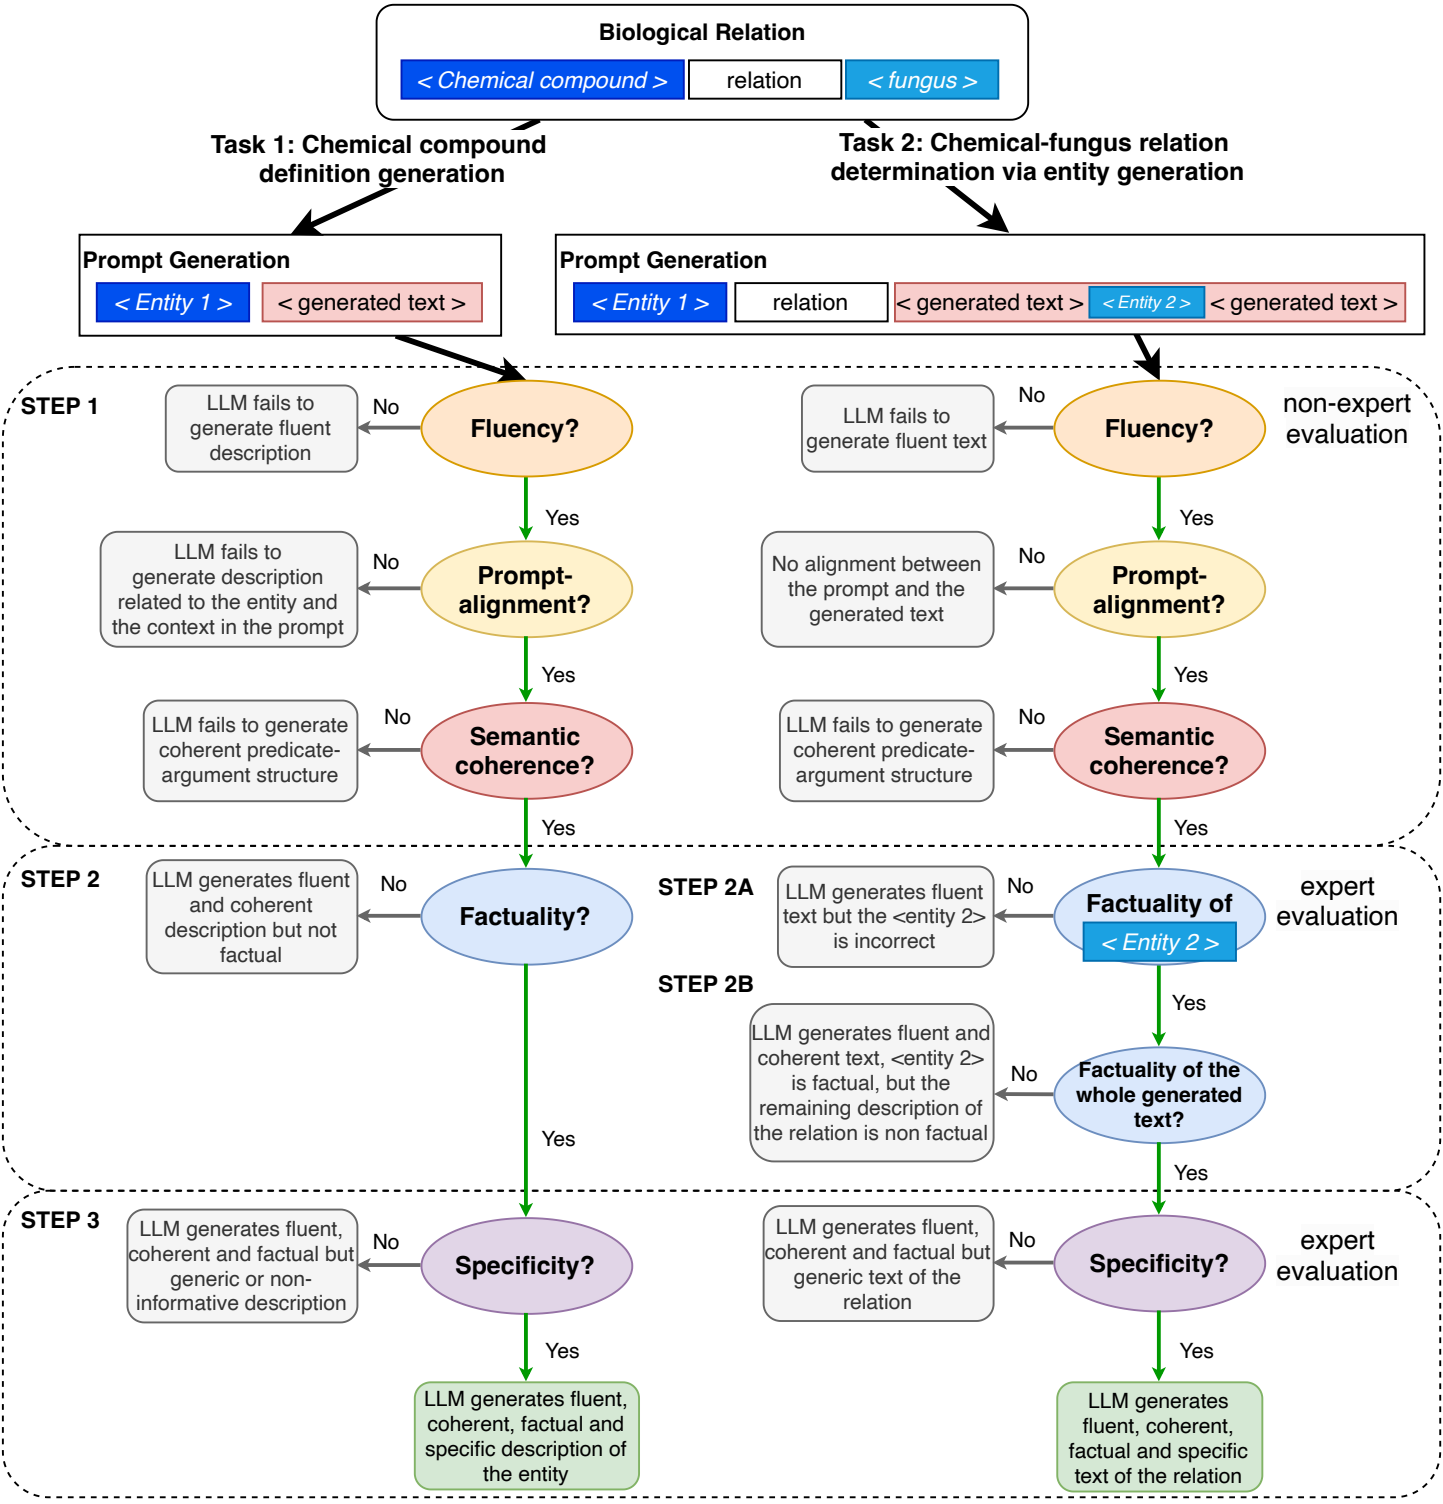 Biological Relation
< Chemical compound >
relation
< fungus >
Task 1: Chemical compound
definition generation
Task 2: Chemical-fungus relation
determination via entity generation
Prompt Generation
< Entity 1 >
< generated text >
Prompt Generation
< Entity 1 >
relation
< generated text >
< Entity 2 >
< generated text >
STEP 1
non-expert
evaluation
LLM fails to
generate fluent
description
No
Fluency?
Yes
LLM fails to
generate description
related to the entity and
the context in the prompt
No
Prompt-
alignment?
Yes
LLM fails to generate
coherent predicate-
argument structure
No
Semantic
coherence?
Yes
LLM fails to
generate fluent text
No
Fluency?
Yes
No alignment between
the prompt and the
generated text
No
Prompt-
alignment?
Yes
LLM fails to generate
coherent predicate-
argument structure
No
Semantic
coherence?
Yes
STEP 2
LLM generates fluent
and coherent
description but not
factual
No
Factuality?
Yes
STEP 2A
LLM generates fluent
text but the <entity 2>
is incorrect
No
Factuality of
< Entity 2 >
Yes
expert
evaluation
STEP 2B
LLM generates fluent and
coherent text, <entity 2>
is factual, but the
remaining description of
the relation is non factual
No
Factuality of the
whole generated
text?
Yes
STEP 3
LLM generates fluent,
coherent and factual but
generic or non-
informative description
No
Specificity?
Yes
LLM generates fluent,
coherent, factual and
specific description of
the entity
LLM generates fluent,
coherent and factual but
generic text of the
relation
No
Specificity?
Yes
expert
evaluation
LLM generates
fluent, coherent,
factual and specific
text of the relation